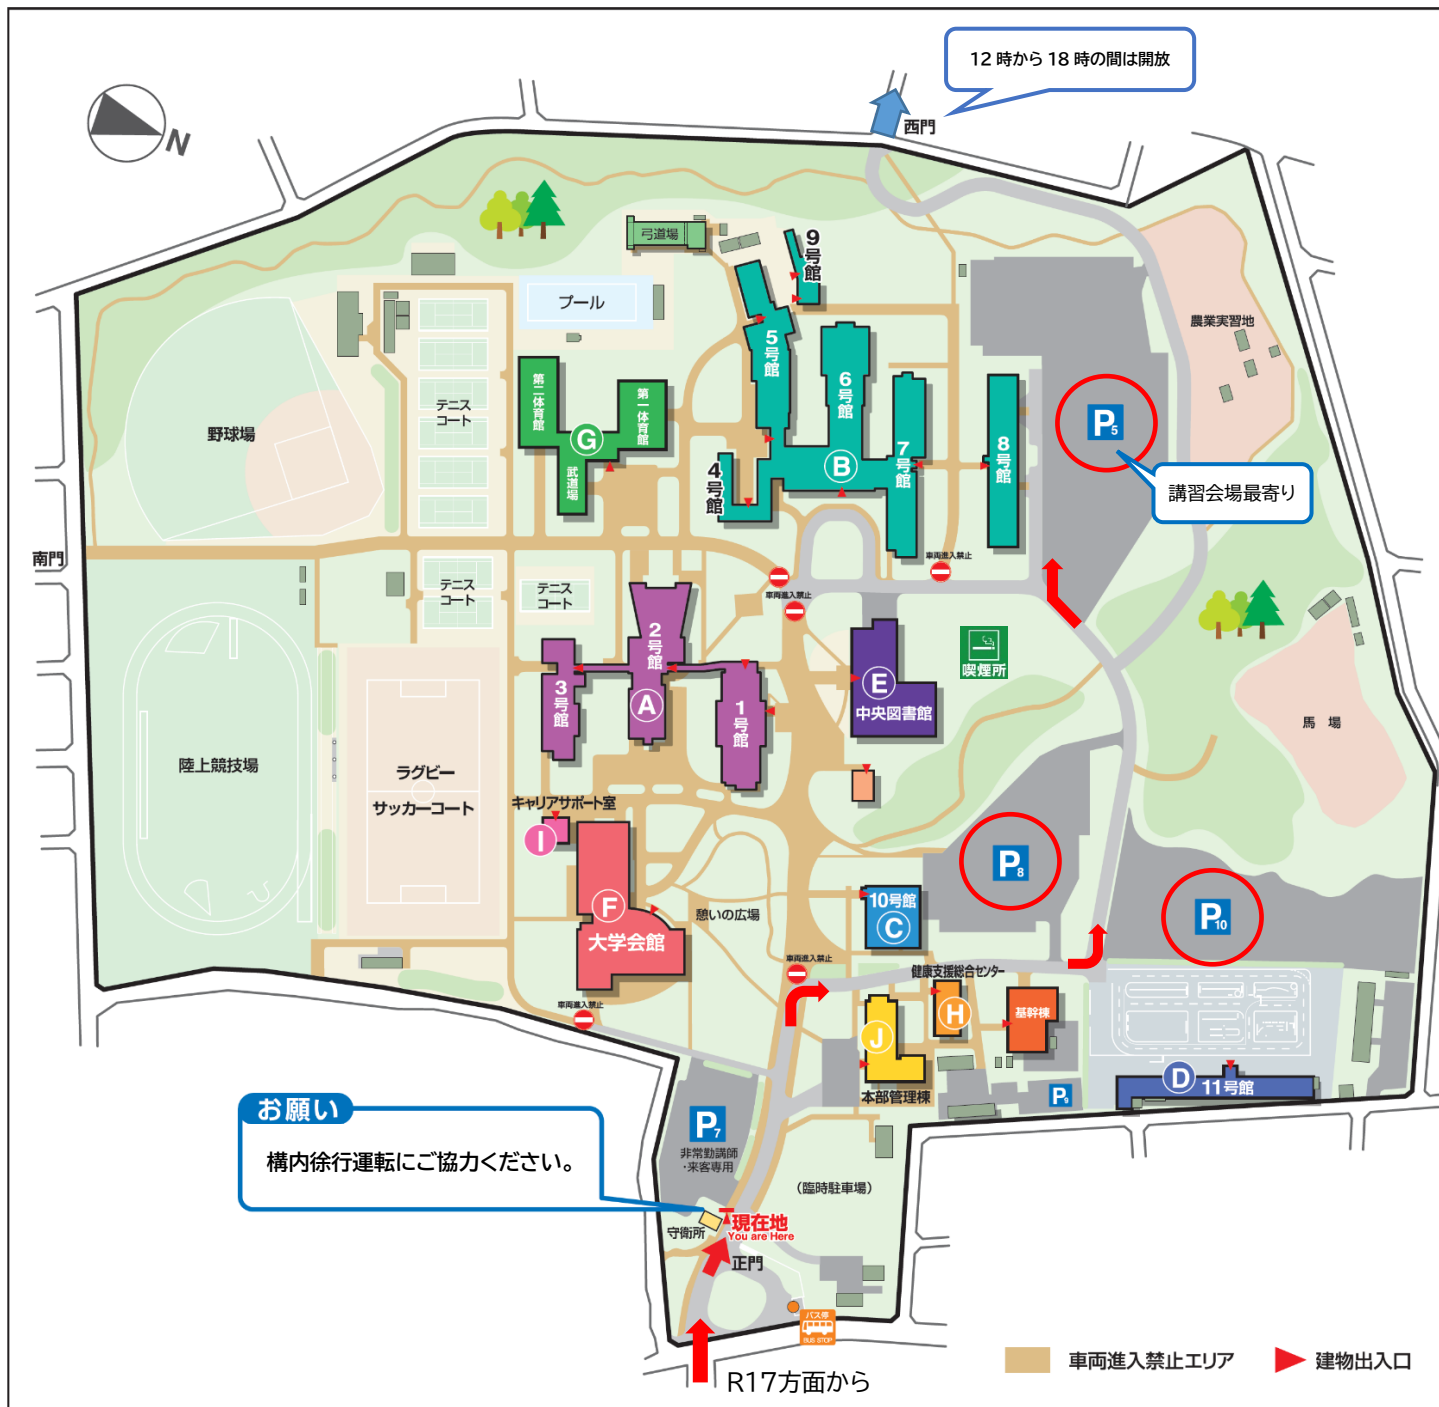 12 時から 18 時の間は開放
西門
N
弓道場
9号館
プール
5号館
6号館
農業実習地
第二体育館
第一体育館
G
武道場
テニス
コート
野球場
4号館
B
7号館
8号館
P5
講習会場最寄り
南門
車両進入禁止
車両進入禁止
テニス
コート
テニス
コート
2号館
A
3号館
1号館
E
中央図書館
喫煙所
馬 場
陸上競技場
ラグビー
サッカーコート
キャリアサポート室
I
F
大学会館
憩いの広場
10号館
C
P8
P10
車両進入禁止
健康支援総合センター
車両進入禁止
H
基幹棟
J
本部管理棟
P9
D
11号館
お願い
構内徐行運転にご協力ください。
P7
非常勤講師
・来客専用
(臨時駐車場)
守衛所
現在地
You are Here
正門
バス停
BUS STOP
R17方面から
車両進入禁止エリア
建物出入口